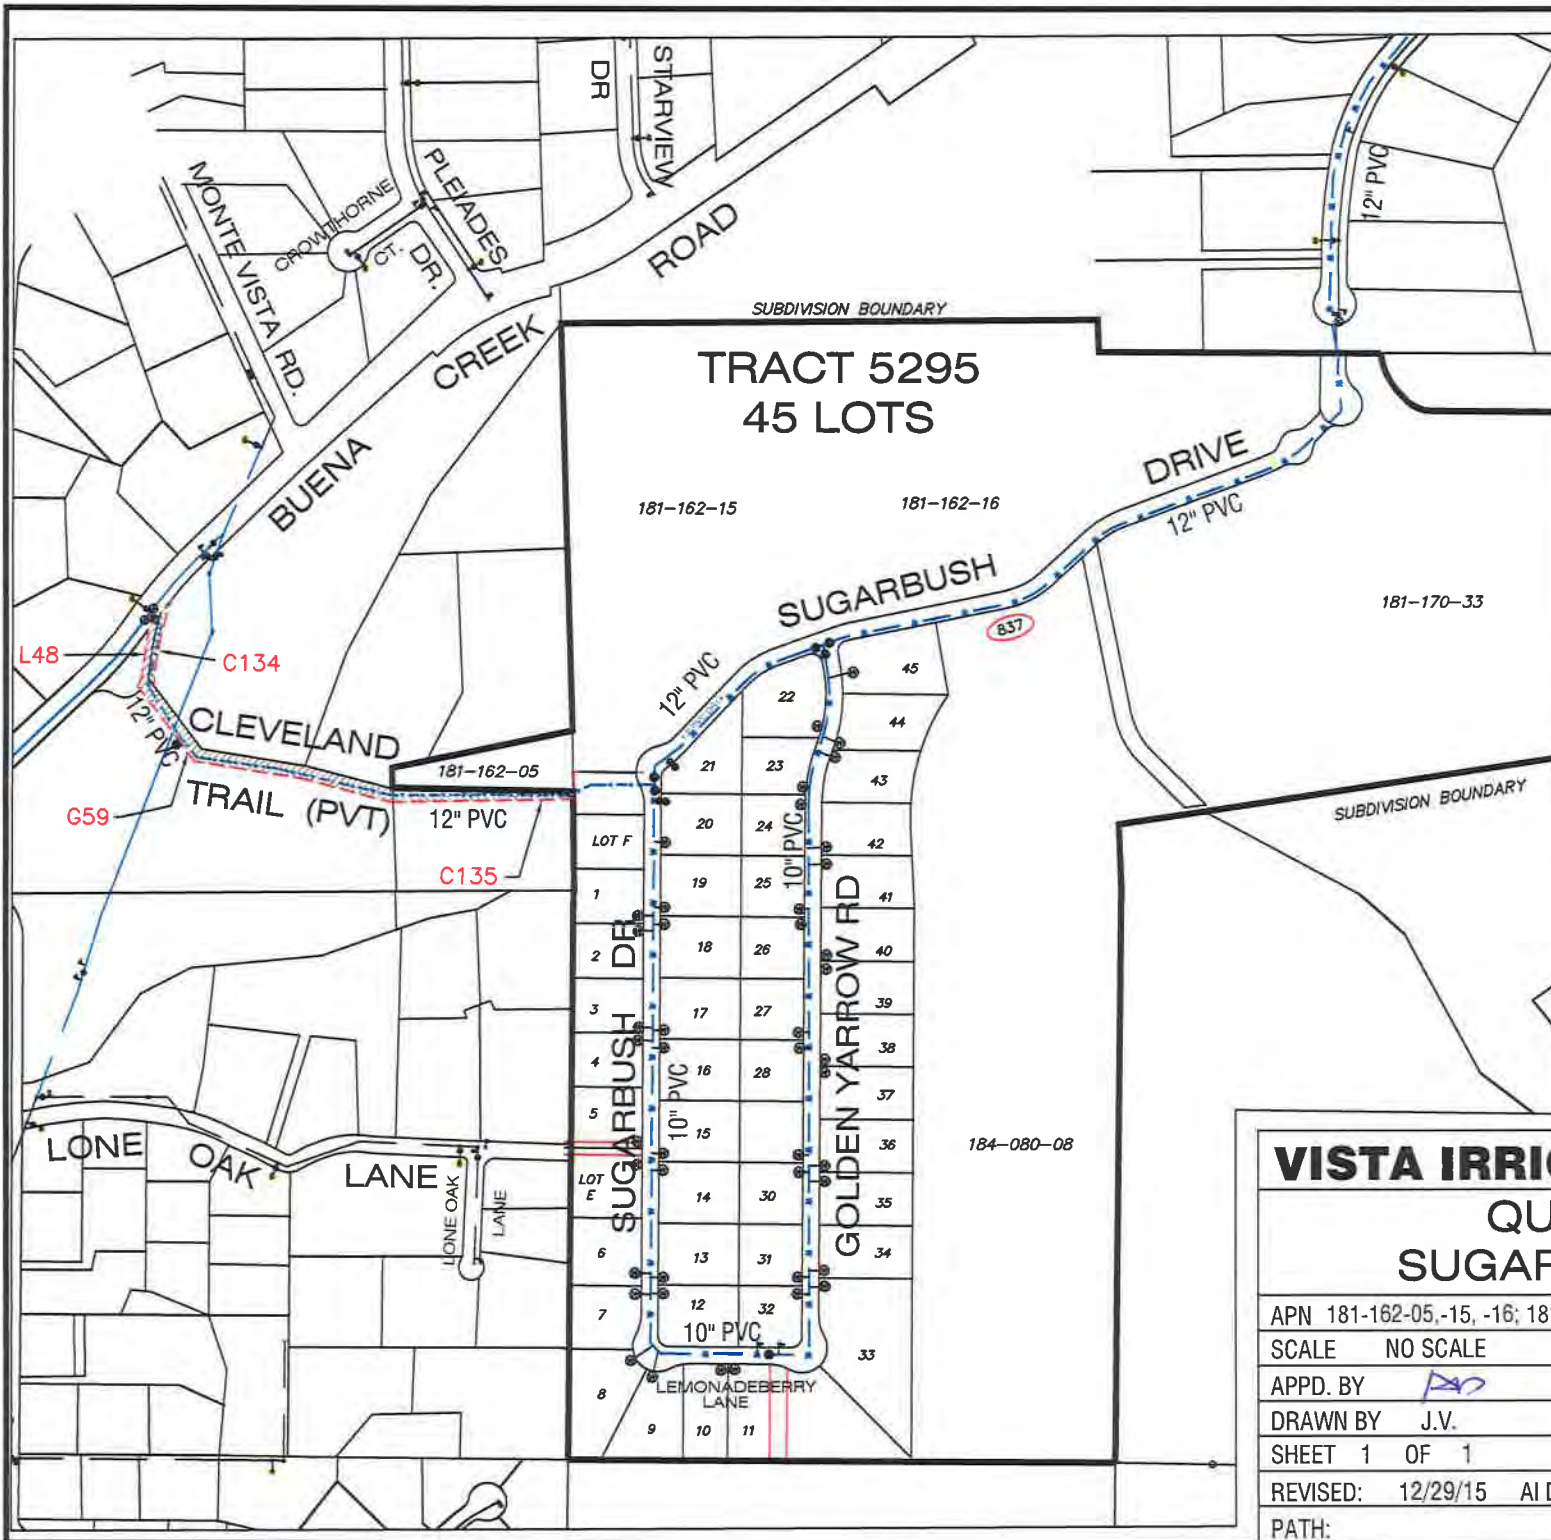 STARVIEW
DR
PLEIADES
DR.
CROWTHORNE
CT.
MONTE VISTA RD.
BUENA
CREEK
ROAD
12" PVC
SUBDIVISION BOUNDARY
TRACT 5295
45 LOTS
181-162-15
181-162-16
SUGARBUSH
DRIVE
12" PVC
181-170-33
837
L48
C134
12" PVC
CLEVELAND
TRAIL (PVT)
181-162-05
12" PVC
G59
C135
12" PVC
SUBDIVISION BOUNDARY
45
22
44
21
23
43
LOT F
20
24
42
10" PVC
1
19
25
41
2
18
26
40
3
17
27
39
4
16
28
38
37
5
15
36
10" PVC
SUGARBUSH DR
GOLDEN YARROW RD
184-080-08
LOT
E
14
30
35
6
13
31
34
7
12
32
10" PVC
33
LEMONADEBERRY
LANE
8
9
10
11
LONE OAK LANE
LONE OAK
LANE
VISTA IRRI
QU
SUGAR
APN 181-162-05,-15, -16; 18
SCALE NO SCALE
APPD. BY
DRAWN BY J.V.
SHEET 1 OF 1
REVISED: 12/29/15 AI
PATH: